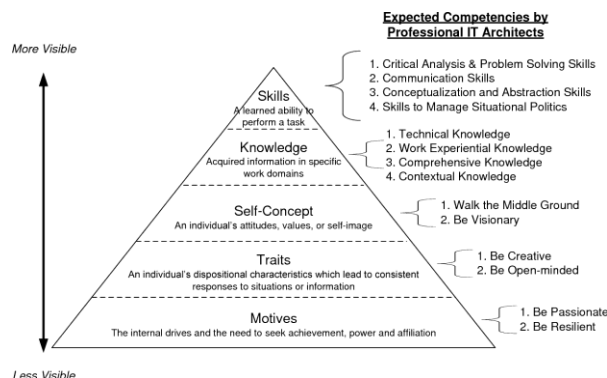 Expected Competencies by
Professional IT Architects
More Visible
1. Critical Analysis & Problem Solving Skills
2. Communication Skills
3. Conceptualization and Abstraction Skills
4. Skills to Manage Situational Politics
Skills
A learned ability to
perform a task
1. Technical Knowledge
2. Work Experiential Knowledge
3. Comprehensive Knowledge
4. Contextual Knowledge
Knowledge
Acquired information in specific
work domains
1. Walk the Middle Ground
2. Be Visionary
Self-Concept
An individual's attitudes, values, or self-image
1. Be Creative
2. Be Open-minded
Traits
An individual's dispositional characteristics which lead to consistent
responses to situations or information
1. Be Passionate
2. Be Resilient
Motives
The internal drives and the need to seek achievement, power and affiliation
Less Visible